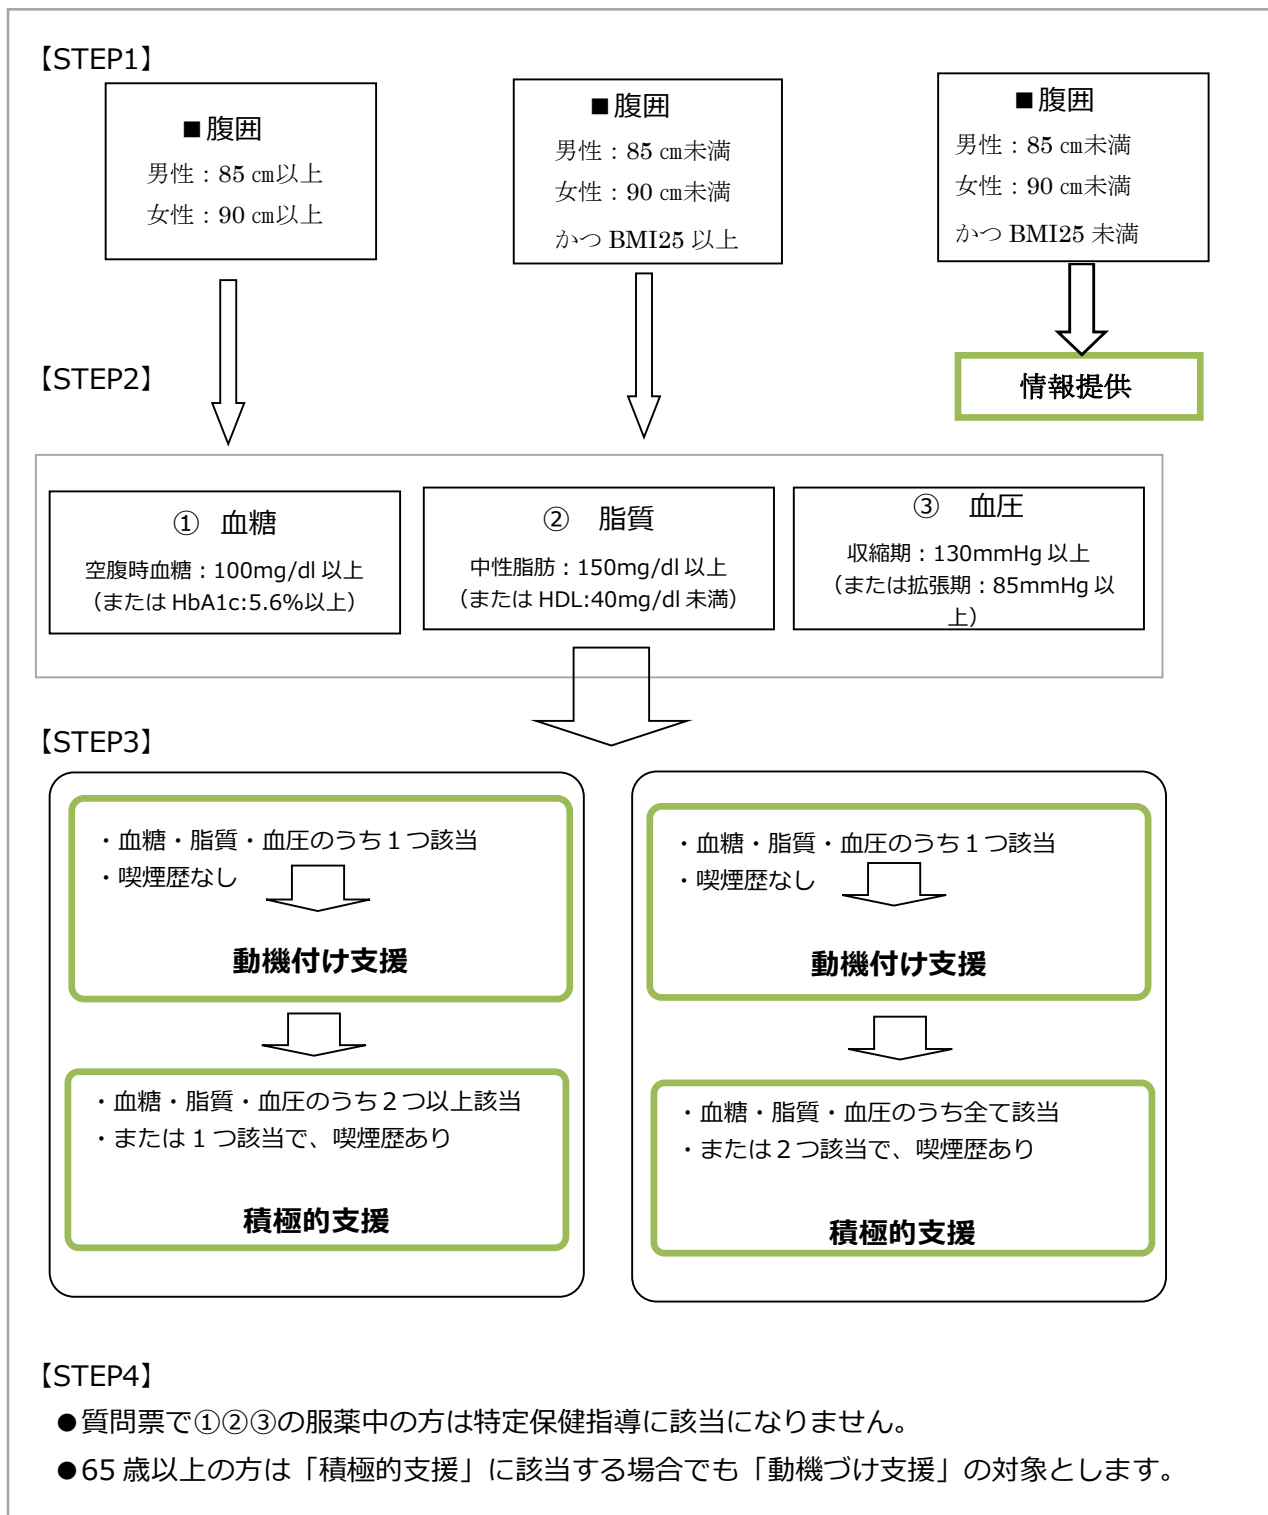 【STEP1】
■腹囲
男性：85 ㎝以上
女性：90 ㎝以上
■腹囲
男性：85 ㎝未満
女性：90 ㎝未満
かつ BMI25 以上
■腹囲
男性：85 ㎝未満
女性：90 ㎝未満
かつ BMI25 未満
【STEP2】
情報提供
① 血糖
空腹時血糖：100mg/dl 以上
（または HbA1c:5.6%以上）
② 脂質
中性脂肪：150mg/dl 以上
（または HDL:40mg/dl 未満）
③ 血圧
収縮期：130mmHg 以上
（または拡張期：85mmHg 以
上）
【STEP3】
・血糖・脂質・血圧のうち１つ該当
・喫煙歴なし
動機付け支援
・血糖・脂質・血圧のうち２つ以上該当
・または１つ該当で、喫煙歴あり
積極的支援
・血糖・脂質・血圧のうち１つ該当
・喫煙歴なし
動機付け支援
・血糖・脂質・血圧のうち全て該当
・または２つ該当で、喫煙歴あり
積極的支援
【STEP4】
●質問票で①②③の服薬中の方は特定保健指導に該当になりません。
●65 歳以上の方は「積極的支援」に該当する場合でも「動機づけ支援」の対象とします。